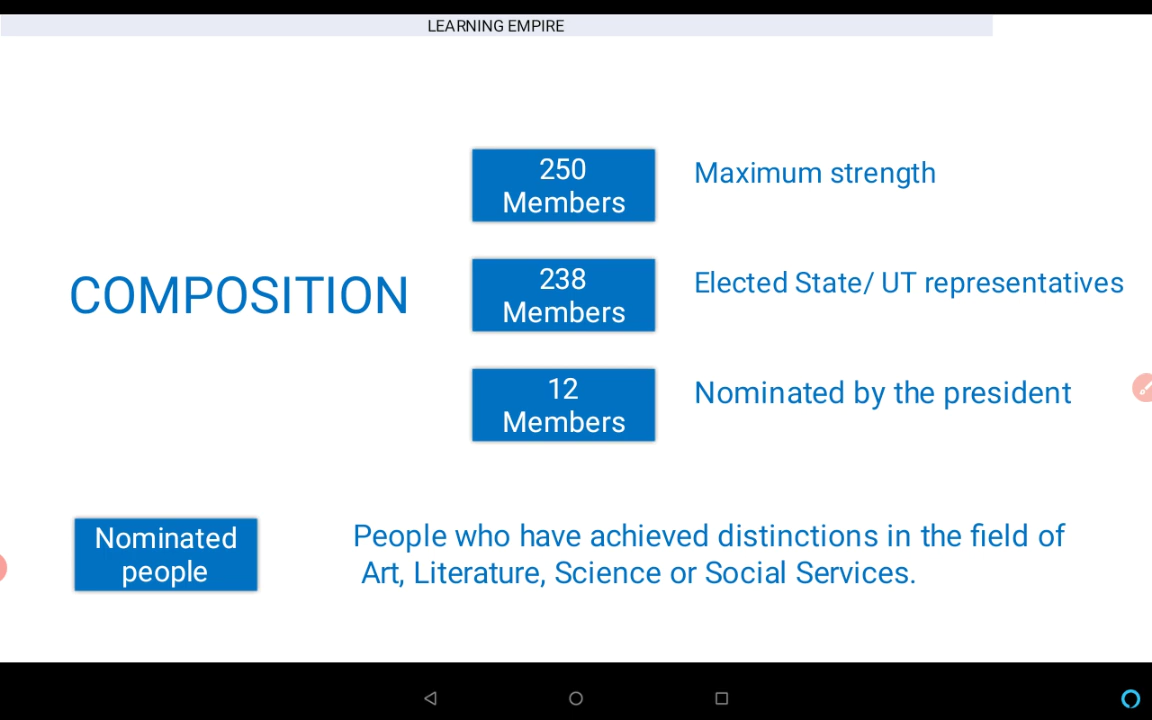 LEARNING EMPIRE
250
Members
Maximum strength
COMPOSITION
238
Members
Elected State/ UT representatives
12
Members
Nominated by the president
Nominated
people
People who have achieved distinctions in the field of
Art, Literature, Science or Social Services.